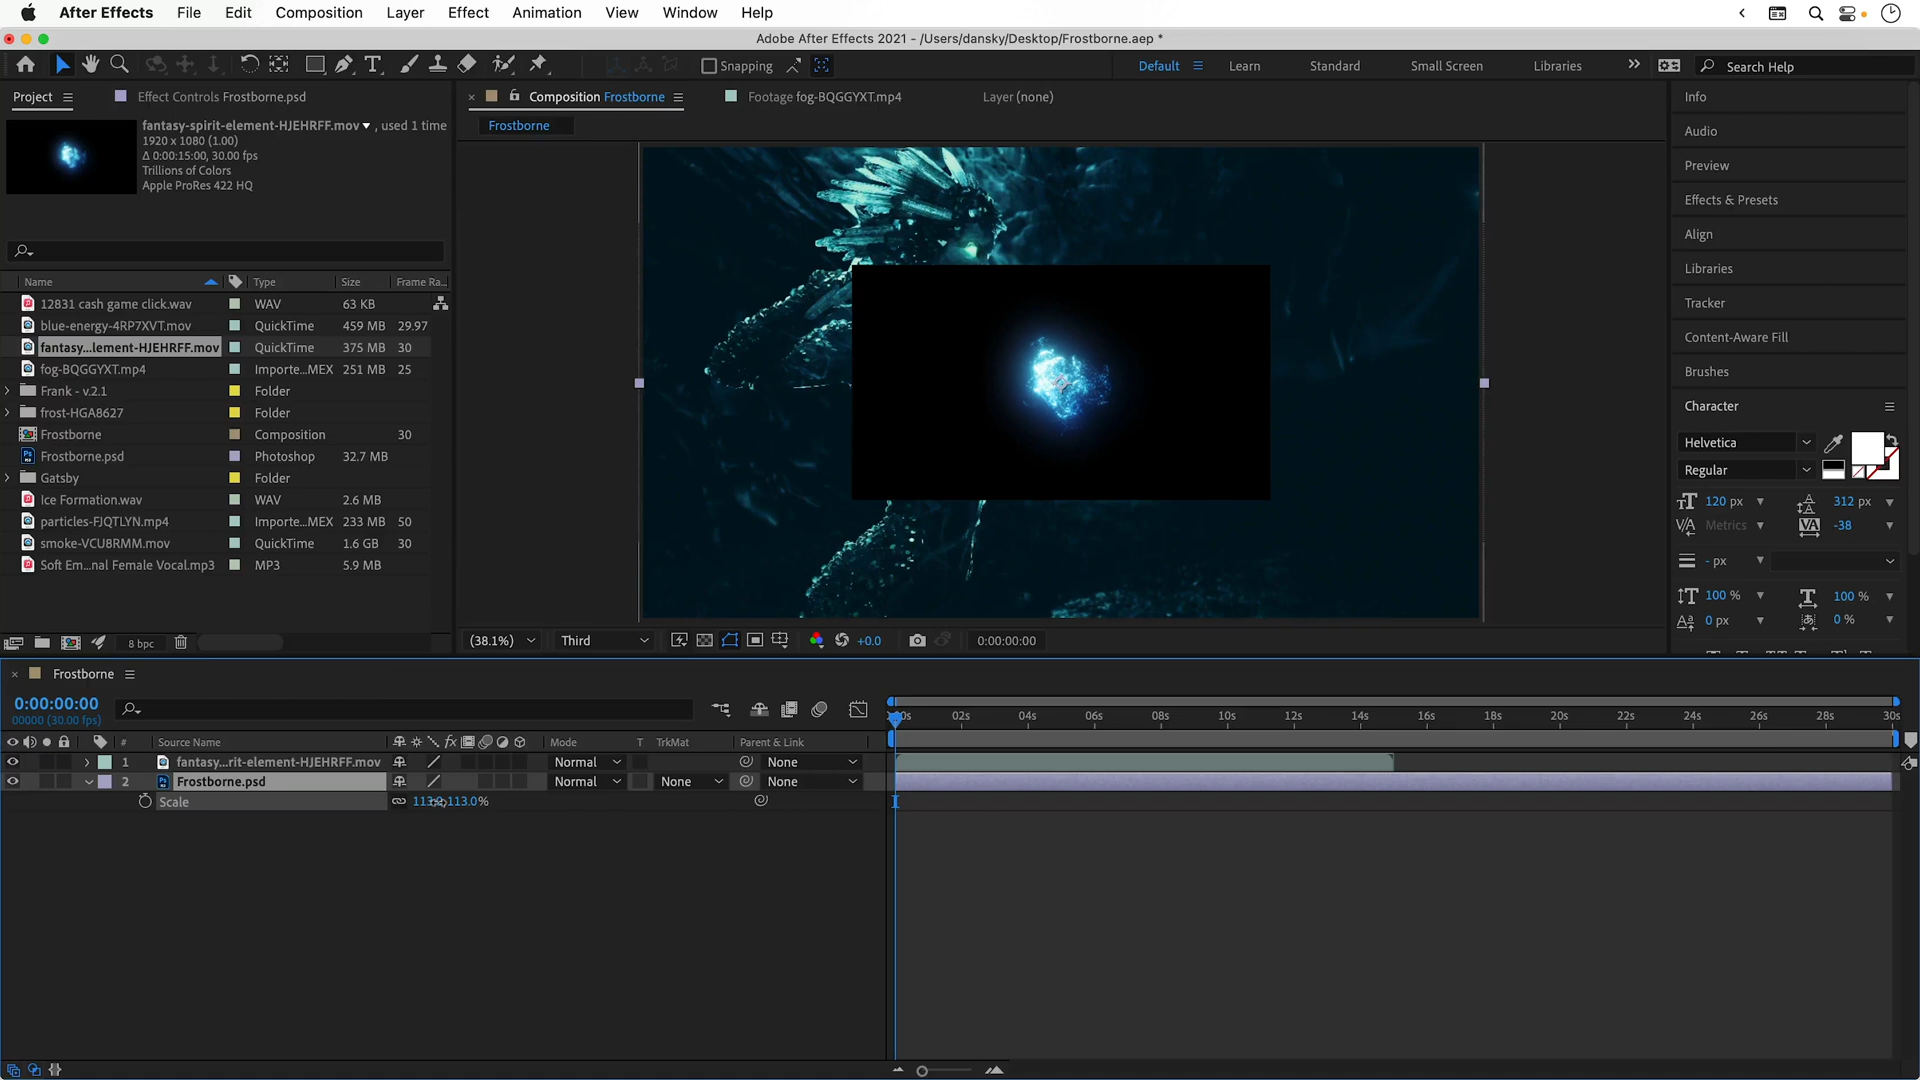 After Effects File Edit Composition Layer Effect Animation View Window Help
Adobe After Effects 2021 - /Users/dansky/Desktop/Frostborne.aep *
Snapping Default Learn Standard Small Screen Libraries Search Help
Project Effect Controls Frostborne.psd Composition Frostborne Footage fog-BQGGYXT.mp4 Layer (none)
fantasy-spirit-element-HJEHRFF.mov , used 1 time
1920 x 1080 (1.00)
Δ 0:00:15:00, 30.00 fps)
Trillions of Colors
Apple ProRes 422 HQ
Frostborne
Name Type Size Frame Ra...
12831 cash game click.wav WAV 63 KB
blue-energy-4RP7XVT.mov QuickTime 459 MB 29.97
fantasy...lement-HJEHRFF.mov QuickTime 375 MB 30
fog-BQGGYXT.mp4 Importe...MEX 251 MB 25
Frank - v.2.1 Folder
frost-HGA8627 Folder
Frostborne Composition 30
Frostborne.psd Photoshop 32.7 MB
Gatsby Folder
Ice Formation.wav WAV 2.6 MB
particles-FJQTLYN.mp4 Importe...MEX 233 MB 50
smoke-VCU8RMM.mov QuickTime 1.6 GB 30
Soft Em...nal Female Vocal.mp3 MP3 5.9 MB
8 bpc
(38.1%) Third +0.0 0:00:00:00
Info
Audio
Preview
Effects & Presets
Align
Libraries
Tracker
Content-Aware Fill
Brushes
Character
Helvetica
Regular
120 px 312 px
Metrics -38
- px
100 % 100 %
0 px 0 %
Frostborne
0:00:00:00
00000 (30.00 fps)
02s 04s 06s 08s 10s 12s 14s 16s 18s 20s 22s 24s 26s 28s 30s
# Source Name Mode T TrkMat Parent & Link
1 fantasy...rit-element-HJEHRFF.mov Normal None
2 Frostborne.psd Normal None None
Scale 113.0%